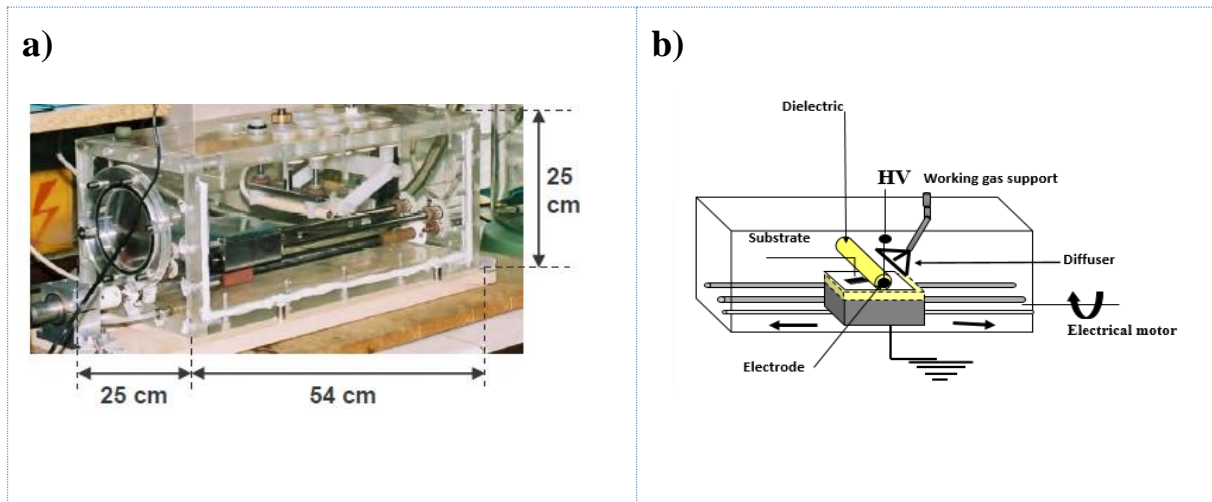 a)
25
cm
25 cm
54 cm
b)
Dielectric
HV
Working gas support
Substrate
Diffuser
Electrical motor
Electrode